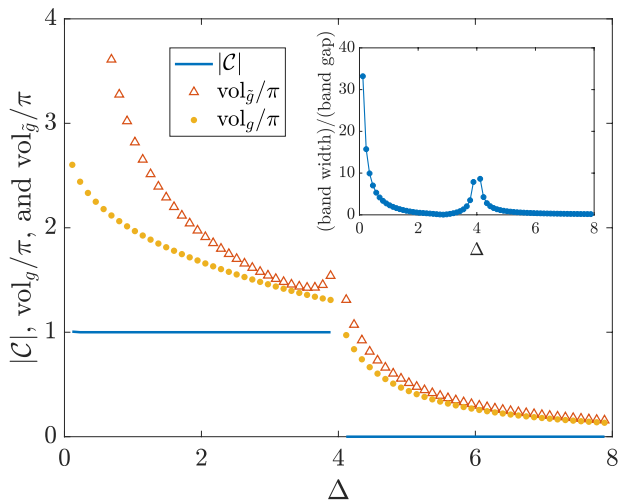 4
3
2
1
0
0
2
4
6
8
Δ
|𝒞|, vol_g/π, and vol_g̃/π
|𝒞|
vol_g̃/π
vol_g/π
40
30
20
10
0
0
2
4
6
8
Δ
(band width)/(band gap)